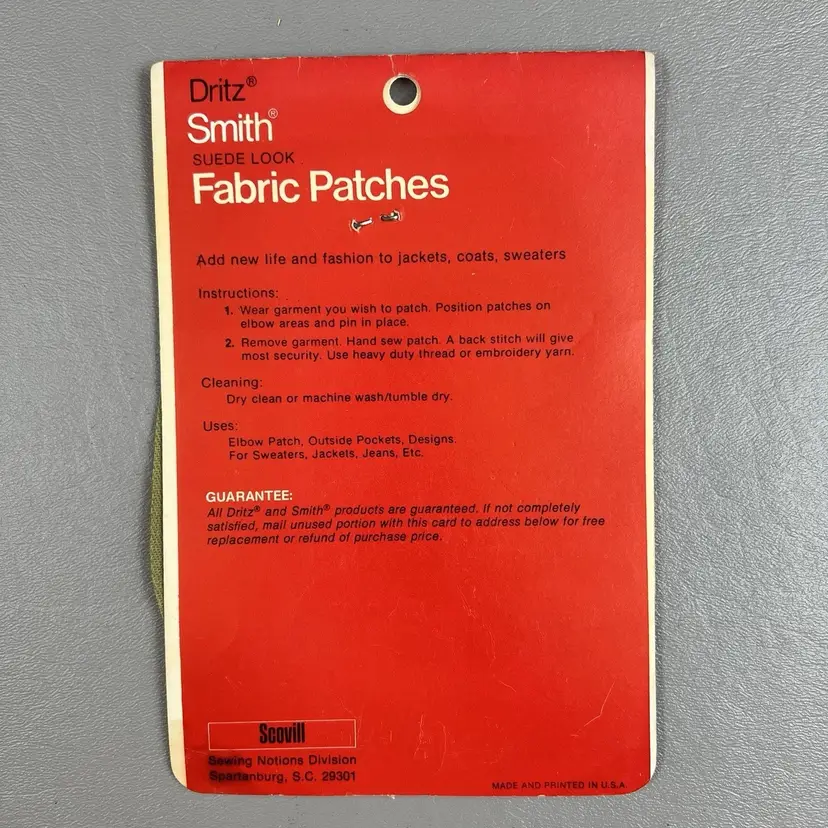 Dritz®
Smith®
SUEDE LOOK
Fabric Patches
Add new life and fashion to jackets, coats, sweaters
Instructions:
1. Wear garment you wish to patch. Position patches on
elbow areas and pin in place.
2. Remove garment. Hand sew patch. A back stitch will give
most security. Use heavy duty thread or embroidery yarn.
Cleaning:
Dry clean or machine wash/tumble dry.
Uses:
Elbow Patch, Outside Pockets, Designs.
For Sweaters, Jackets, Jeans, Etc.
GUARANTEE:
All Dritz® and Smith® products are guaranteed. If not completely
satisfied, mail unused portion with this card to address below for free
replacement or refund of purchase price.
Scovill
Sewing Notions Division
Spartanburg, S.C. 29301
MADE AND PRINTED IN U.S.A.